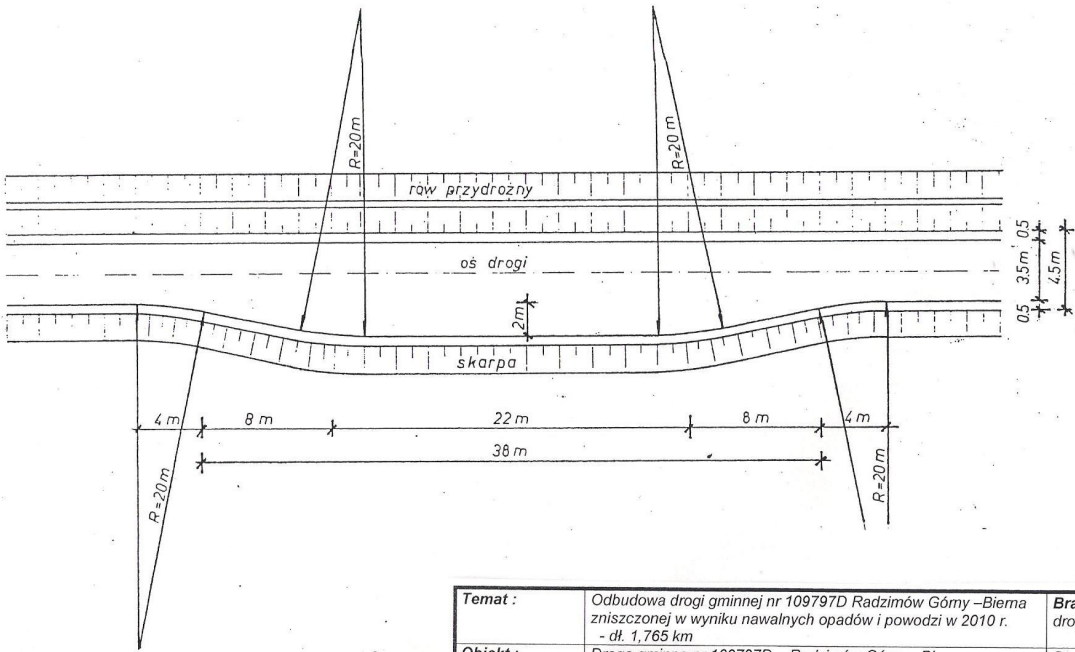 R=20m
R=20 m
rów przydrożny
oś drogi
0.5
3.5m
4.5m
0.5
2m
skarpa
4 m
8 m
22 m
8 m
4 m
38 m
R=20m
R=20m
Temat :
Odbudowa drogi gminnej nr 109797D Radzimów Górny –Bierna
zniszczonej w wyniku nawalnych opadów i powodzi w 2010 r.
- dł. 1,765 km